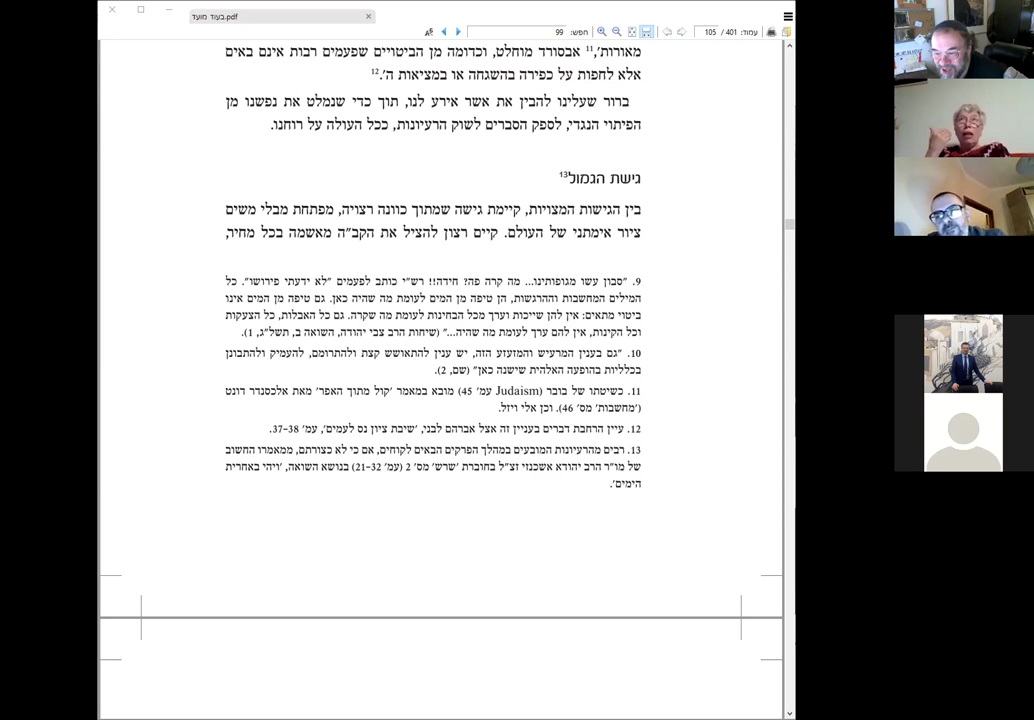 בעוד מועד.pdf
עמוד: 105 / 401
חפש: 99
מאורות',11 אבסורד מוחלט, וכדומה מן הביטויים שפעמים רבות אינם באים
אלא לחפות על כפירה בהשגחה או במציאות ה'.12
ברור שעלינו להבין את אשר אירע לנו, תוך כדי שנמלט את נפשנו מן
הפיתוי הנגדי, לספק הסברים לשוק הרעיונות, ככל העולה על רוחנו.
גישת הגמול13
בין הגישות המצויות, קיימת גישה שמתוך כוונה רצויה, מפתחת מבלי משים
ציור אימתני של העולם. קיים רצון להציל את הקב"ה מאשמה בכל מחיר,
9. "סבון עשו מגופותינו... מה קרה פה? חידה!! רש"י כותב לפעמים "לא ידעתי פירושו". כל
המילים המחשבות וההרגשות, הן טיפה מן המים לעומת מה שהיה כאן. גם טיפה מן המים אינו
ביטוי מתאים: אין להן שייכות וערך מכל הבחינות לעומת מה שקרה. גם כל האבלות, כל הצעקות
וכל הקינות, אין להם ערך לעומת מה שהיה..." (שיחות הרב צבי יהודה, השואה ב, תשל"ג, 1).
10. "גם בענין המרעיש והמזעזע הזה, יש ענין להתאושש קצת ולהתרומם, להעמיק ולהתבונן
בכלליות בהופעה האלהית שישנה כאן" (שם, 2).
11. כשיטתו של בובר (Judaism עמ' 45) מובא במאמר 'קול מתוך האפר' מאת אלכסנדר דונט
('מחשבות' מס' 46). וכן אלי ויזל.
12. עיין הרחבת דברים בעניין זה אצל אברהם לבני, 'שיבת ציון נס לעמים', עמ' 37-38.
13. רבים מהרעיונות המובעים במהלך הפרקים הבאים לקוחים, אם כי לא כצורתם, ממאמרו החשוב
של מו"ר הרב יהודא אשכנזי זצ"ל בחוברת 'שרש' מס' 2 (עמ' 21-32) בנושא השואה, 'ויהי באחרית
הימים'.